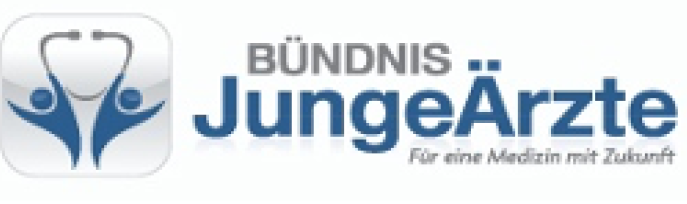 BÜNDNIS
JungeÄrzte
Für eine Medizin mit Zukunft